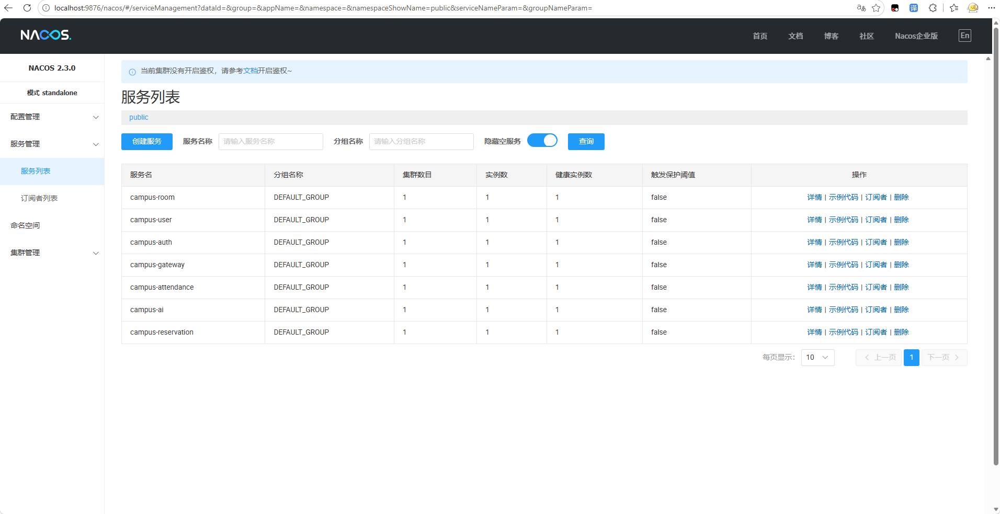 localhost:9876/nacos/#/serviceManagement?dataId=&group=&appName=&namespace=&namespaceShowName=public&serviceNameParam=&groupNameParam=
NACOS.
首页 文档 博客 社区 Nacos企业版 En
NACOS 2.3.0
模式 standalone
配置管理
服务管理
服务列表
订阅者列表
命名空间
集群管理
当前集群没有开启鉴权，请参考文档开启鉴权~
服务列表
public
创建服务 服务名称 请输入服务名称 分组名称 请输入分组名称 隐藏空服务 查询
服务名 分组名称 集群数目 实例数 健康实例数 触发保护阈值 操作
campus-room DEFAULT_GROUP 1 1 1 false 详情 | 示例代码 | 订阅者 | 删除
campus-user DEFAULT_GROUP 1 1 1 false 详情 | 示例代码 | 订阅者 | 删除
campus-auth DEFAULT_GROUP 1 1 1 false 详情 | 示例代码 | 订阅者 | 删除
campus-gateway DEFAULT_GROUP 1 1 1 false 详情 | 示例代码 | 订阅者 | 删除
campus-attendance DEFAULT_GROUP 1 1 1 false 详情 | 示例代码 | 订阅者 | 删除
campus-ai DEFAULT_GROUP 1 1 1 false 详情 | 示例代码 | 订阅者 | 删除
campus-reservation DEFAULT_GROUP 1 1 1 false 详情 | 示例代码 | 订阅者 | 删除
每页显示： 10 上一页 1 下一页